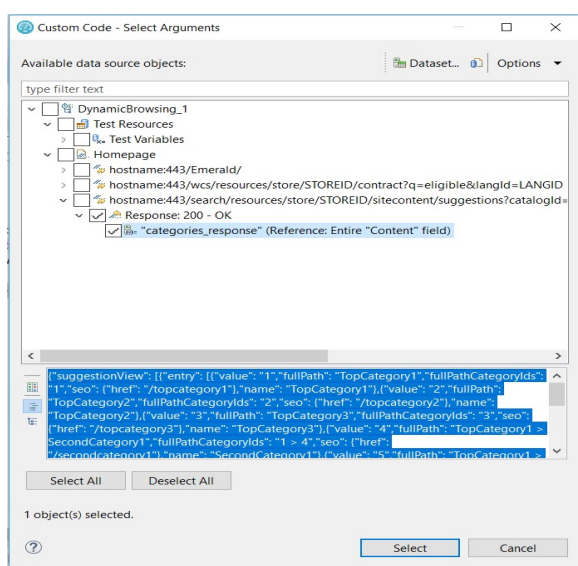 Custom Code - Select Arguments
Available data source objects:
Dataset...
Options
type filter text
DynamicBrowsing_1
Test Resources
Test Variables
Homepage
hostname:443/Emerald/
hostname:443/wcs/resources/store/STOREID/contract?q=eligible&langId=LANGID
hostname:443/search/resources/store/STOREID/sitecontent/suggestions?catalogId=
Response: 200 - OK
"categories_response" (Reference: Entire "Content" field)
{"suggestionView": [{"entry": [{"value": "1","fullPath": "TopCategory1","fullPathCategoryIds":
"1","seo": {"href": "/topcategory1"},"name": "TopCategory1"},{"value": "2","fullPath":
"TopCategory2","fullPathCategoryIds": "2","seo": {"href": "/topcategory2"},"name":
"TopCategory2"},{"value": "3","fullPath": "TopCategory3","fullPathCategoryIds": "3","seo":
{"href": "/topcategory3"},"name": "TopCategory3"},{"value": "4","fullPath": "TopCategory1 >
SecondCategory1","fullPathCategoryIds": "1 > 4","seo": {"href":
"/secondcategory1"},"name": "SecondCategory1"},{"value": "5","fullPath": "TopCategory1 >
Select All
Deselect All
1 object(s) selected.
Select
Cancel